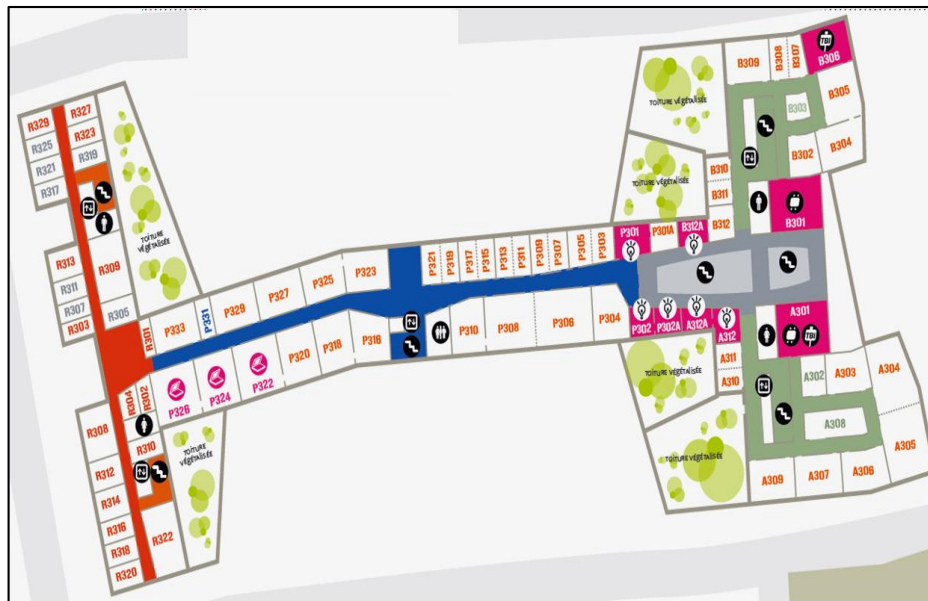 R329
R325
R321
R317
R327
R323
R319
R313
R311
R307
R303
R309
R305
TOITURE VÉGÉTALISÉE
R301
R304
R302
R308
R310
R312
R314
R316
R318
R320
R322
TOITURE VÉGÉTALISÉE
P333
P331
P329
P327
P325
P323
P321
P319
P317
P315
P313
P311
P309
P307
P305
P303
P301
P301A
B312A
P326
P324
P322
P320
P318
P316
P310
P308
P306
P304
P302
P302A
A312A
A312
TOITURE VÉGÉTALISÉE
TOITURE VÉGÉTALISÉE
B309
B308
B307
TBI
B306
B305
B303
B302
B304
B310
B311
B312
B301
A301
TBI
A311
A310
A302
A303
A304
A308
A305
A309
A307
A306
TOITURE VÉGÉTALISÉE
TOITURE VÉGÉTALISÉE